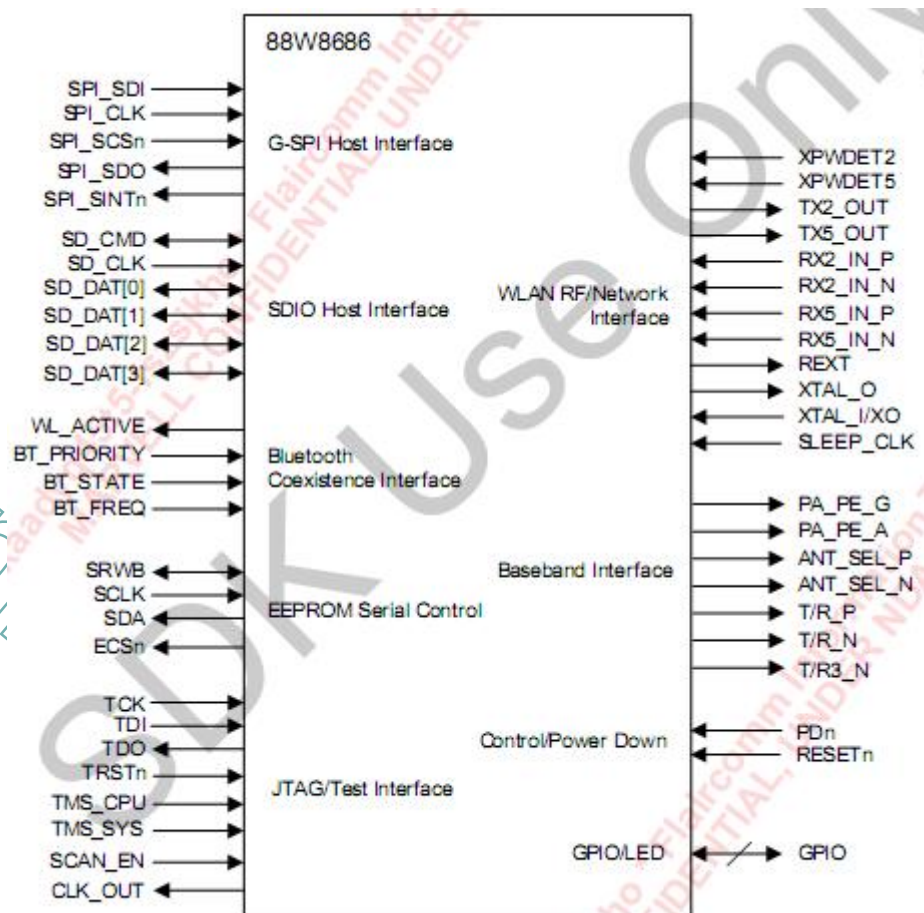 88W8686
SPI_SDI
SPI_CLK
SPI_SCSn
SPI_SDO
SPI_SINTn
G-SPI Host Interface
SD_CMD
SD_CLK
SD_DAT[0]
SD_DAT[1]
SD_DAT[2]
SD_DAT[3]
SDIO Host Interface
WL_ACTIVE
BT_PRIORITY
BT_STATE
BT_FREQ
Bluetooth
Coexistence Interface
SRWB
SCLK
SDA
ECSn
EEPROM Serial Control
TCK
TDI
TDO
TRSTn
TMS_CPU
TMS_SYS
SCAN_EN
CLK_OUT
JTAG/Test Interface
WLAN RF/Network
Interface
XPWDET2
XPWDET5
TX2_OUT
TX5_OUT
RX2_IN_P
RX2_IN_N
RX5_IN_P
RX5_IN_N
REXT
XTAL_O
XTAL_I/XO
SLEEP_CLK
Baseband Interface
PA_PE_G
PA_PE_A
ANT_SEL_P
ANT_SEL_N
T/R_P
T/R_N
T/R3_N
Control/Power Down
PDn
RESETn
GPIO/LED
GPIO
SDK Use Only